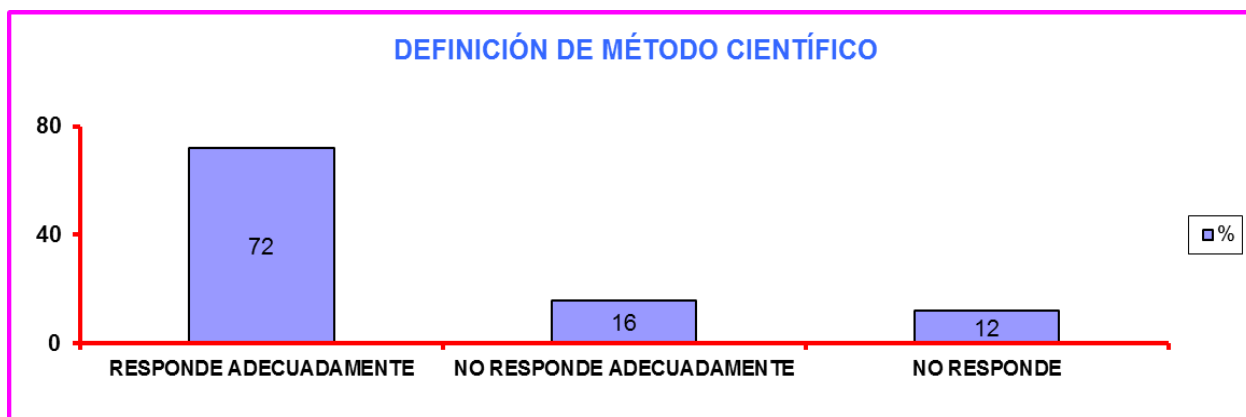 DEFINICIÓN DE MÉTODO CIENTÍFICO
80
40
0
72
16
12
%
RESPONDE ADECUADAMENTE
NO RESPONDE ADECUADAMENTE
NO RESPONDE